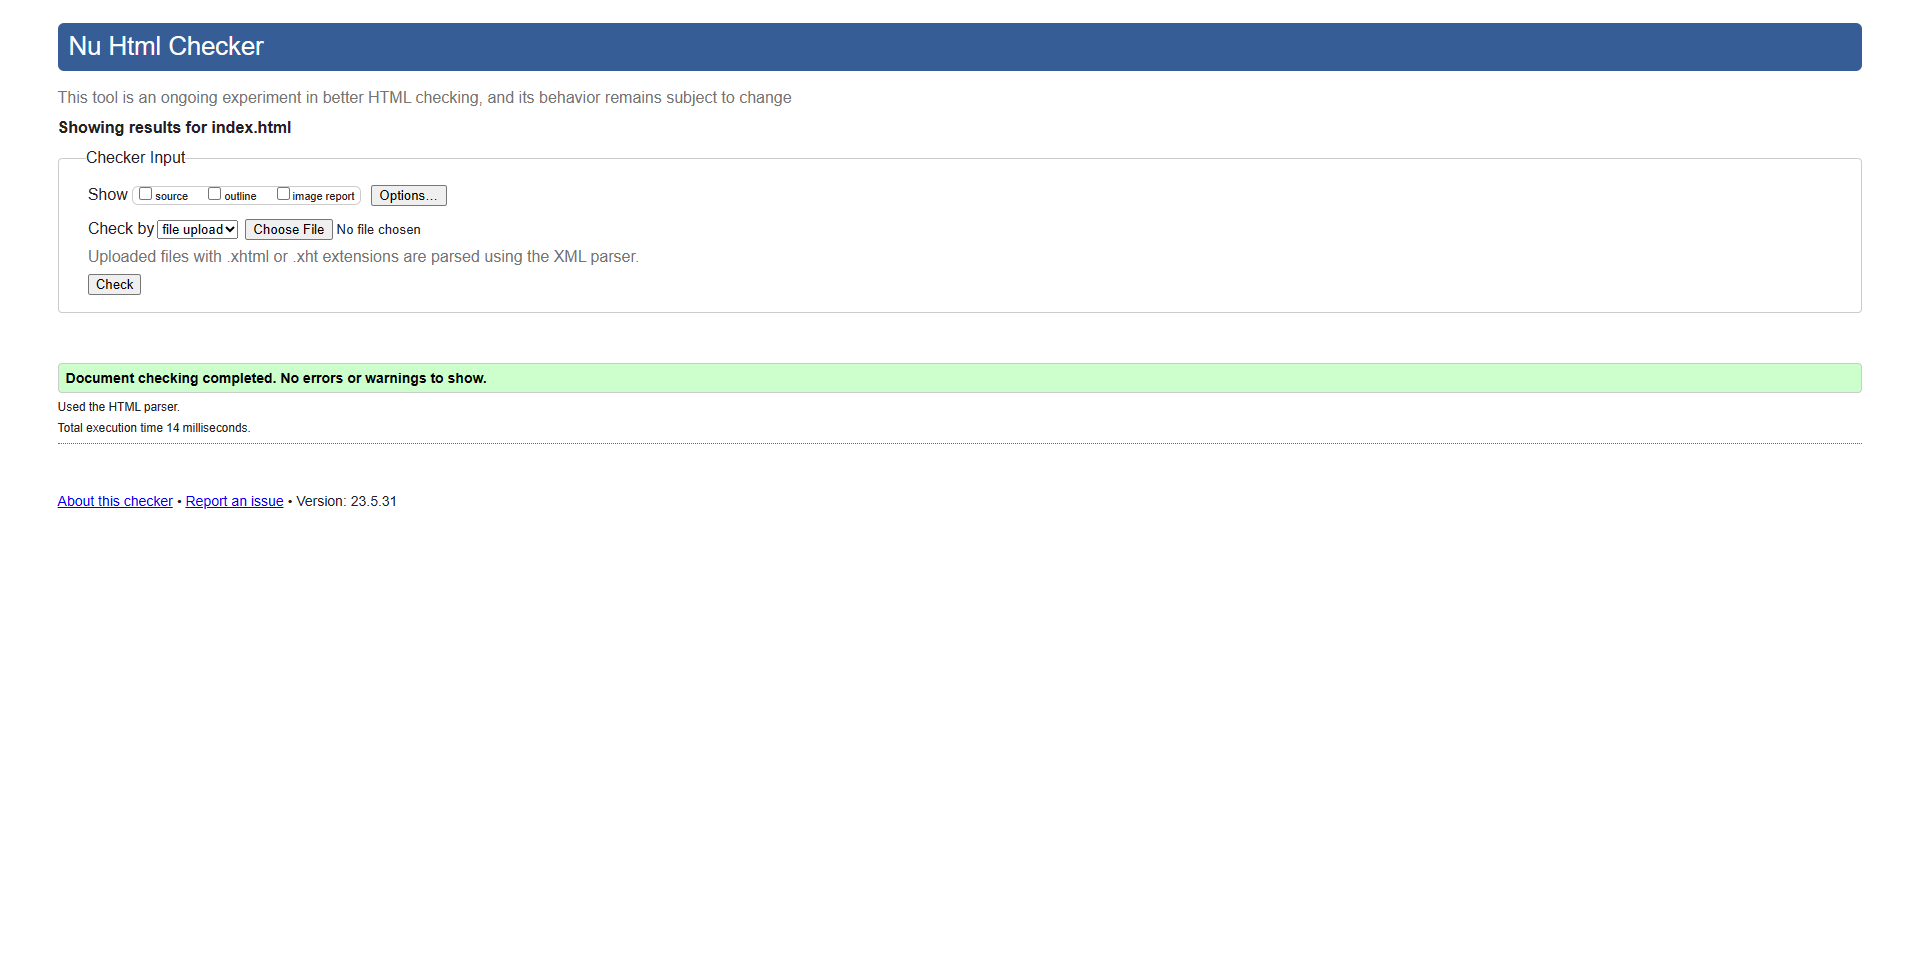 Nu Html Checker
This tool is an ongoing experiment in better HTML checking, and its behavior remains subject to change
Showing results for index.html
Checker Input
Show source outline image report Options…
Check by file upload Choose File No file chosen
Uploaded files with .xhtml or .xht extensions are parsed using the XML parser.
Check
Document checking completed. No errors or warnings to show.
Used the HTML parser.
Total execution time 14 milliseconds.
About this checker • Report an issue • Version: 23.5.31